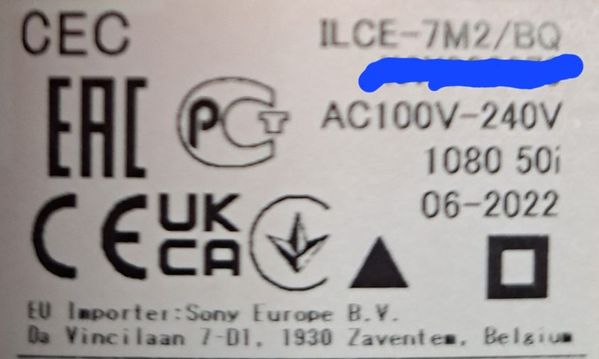 CEC
ILCE-7M2/BQ
EAC
PCT
AC100V-240V
1080 50i
06-2022
CE
UK
CA
EU Importer:Sony Europe B.V.
Da Vincilaan 7-D1, 1930 Zaventem, Belgium